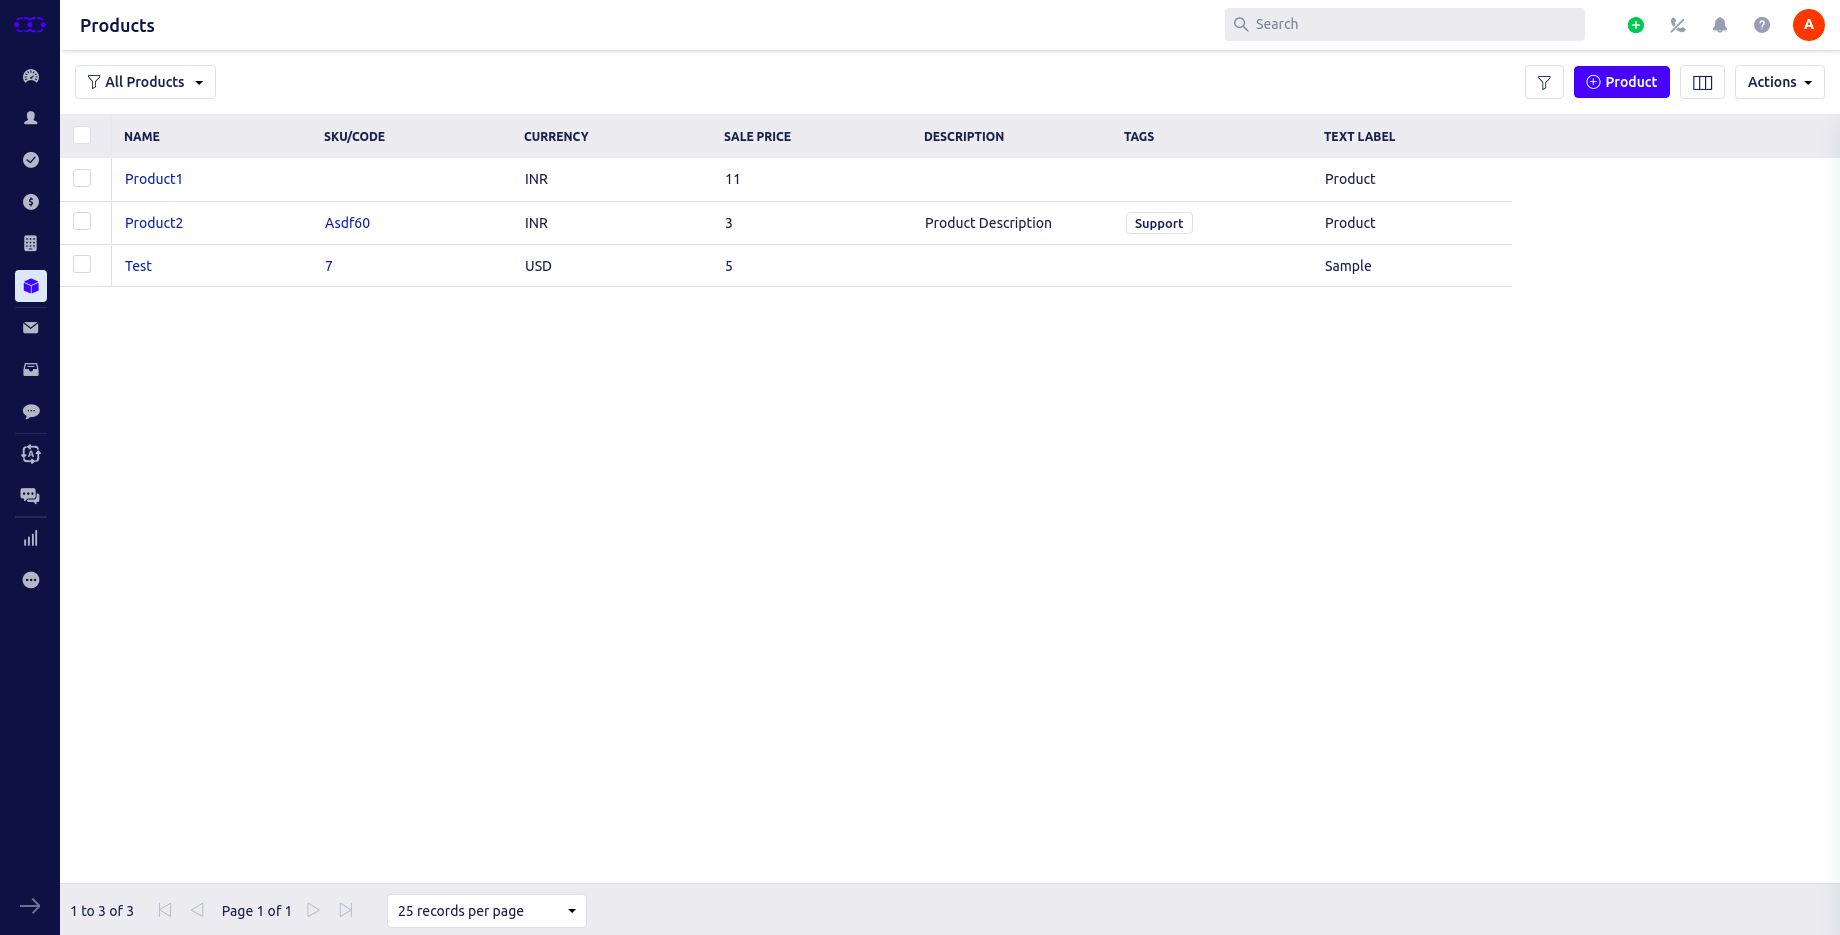 Products
Search
A
All Products
Product
Actions
NAME SKU/CODE CURRENCY SALE PRICE DESCRIPTION TAGS TEXT LABEL
Product1 INR 11 Product
Product2 Asdf60 INR 3 Product Description Support Product
Test 7 USD 5 Sample
1 to 3 of 3 Page 1 of 1 25 records per page